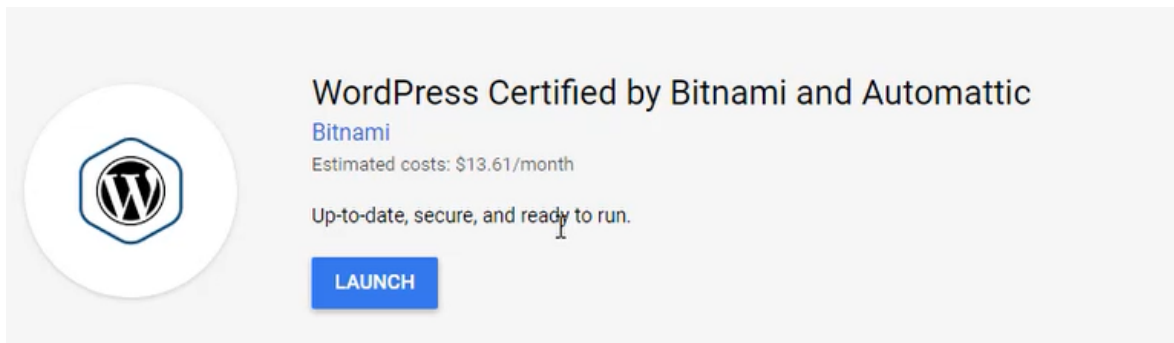 WordPress Certified by Bitnami and Automattic
Bitnami
Estimated costs: $13.61/month
Up-to-date, secure, and ready to run.
LAUNCH